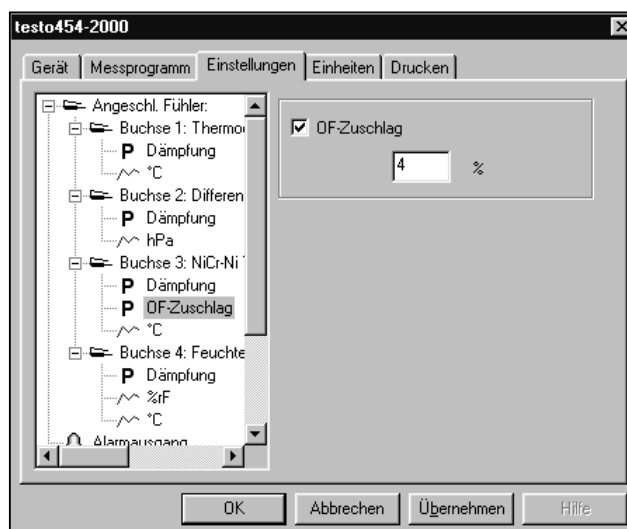 testo454-2000
Gerät Messprogramm Einstellungen Einheiten Drucken
Angeschl. Fühler:
Buchse 1: Thermo
P Dämpfung
°C
Buchse 2: Differen
P Dämpfung
hPa
Buchse 3: NiCr-Ni
P Dämpfung
P OF-Zuschlag
°C
Buchse 4: Feuchte
P Dämpfung
%rF
°C
Alarmausgang
OF-Zuschlag
4 %
OK Abbrechen Übernehmen Hilfe